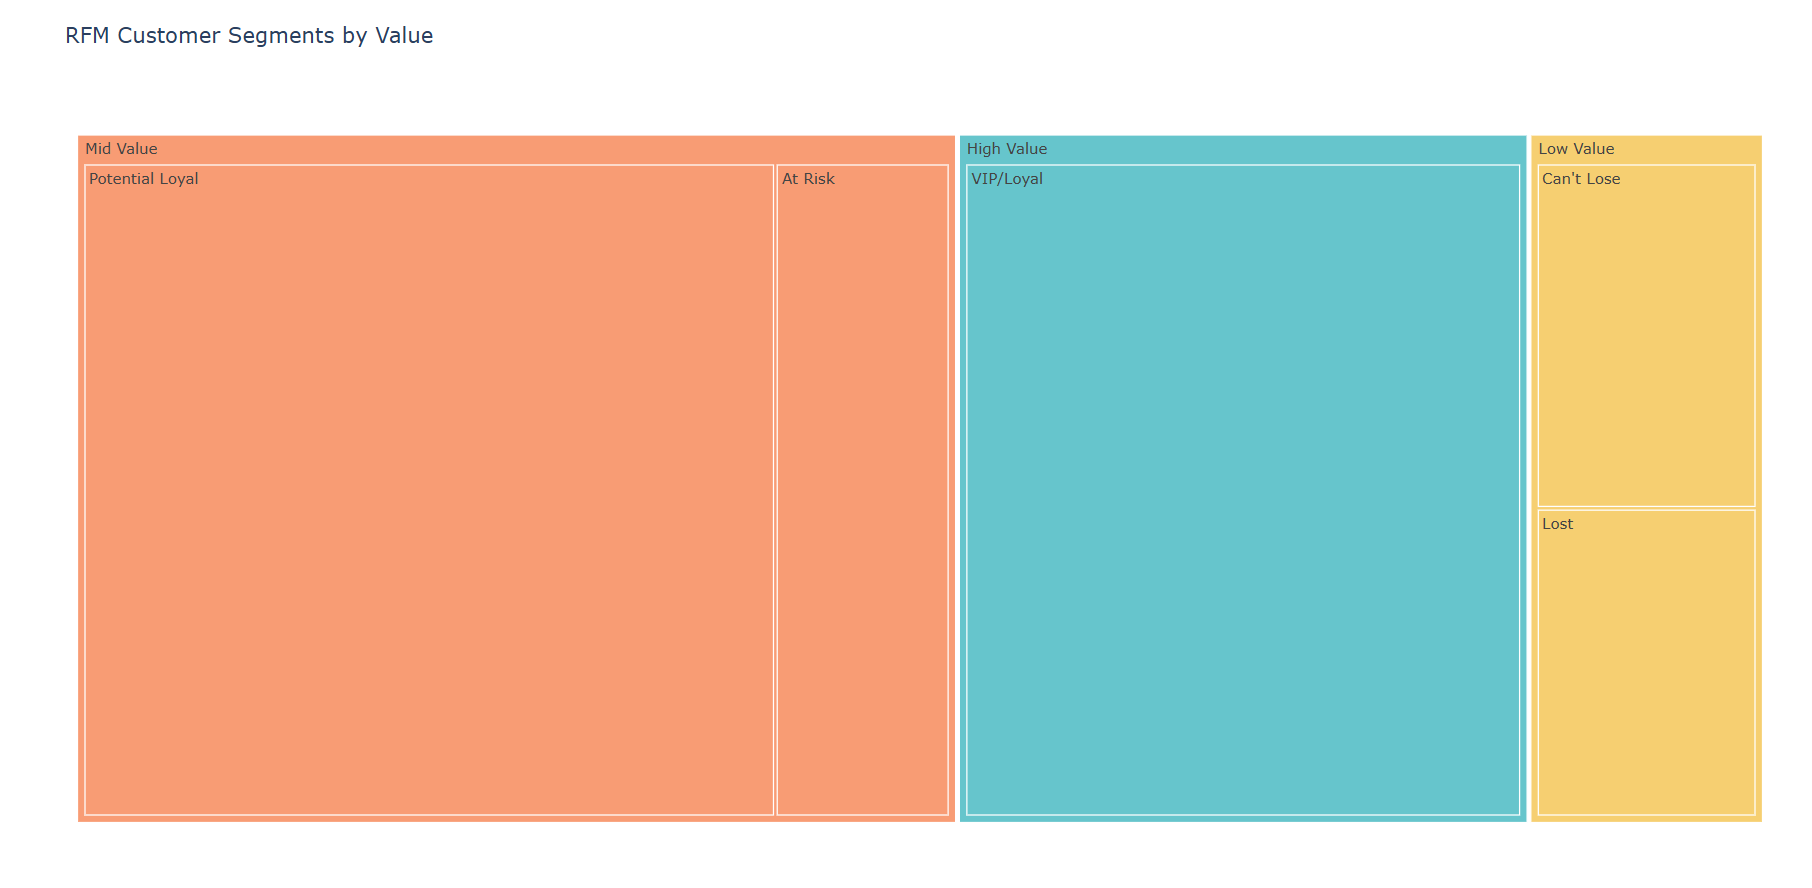 RFM Customer Segments by Value
Mid Value
Potential Loyal
At Risk
High Value
VIP/Loyal
Low Value
Can't Lose
Lost